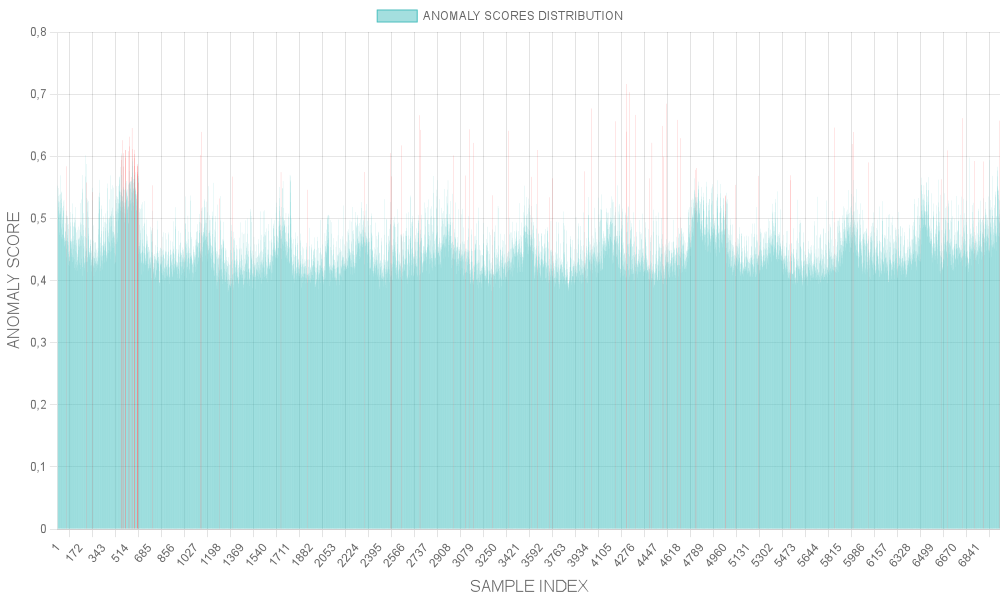 ANOMALY SCORES DISTRIBUTION
0,8
0,7
0,6
0,5
0,4
0,3
0,2
0,1
0
ANOMALY SCORE
1 172 343 514 685 856 1027 1198 1369 1540 1711 1882 2053 2224 2395 2566 2737 2908 3079 3250 3421 3592 3763 3934 4105 4276 4447 4618 4789 4960 5131 5302 5473 5644 5815 5986 6157 6328 6499 6670 6841
SAMPLE INDEX